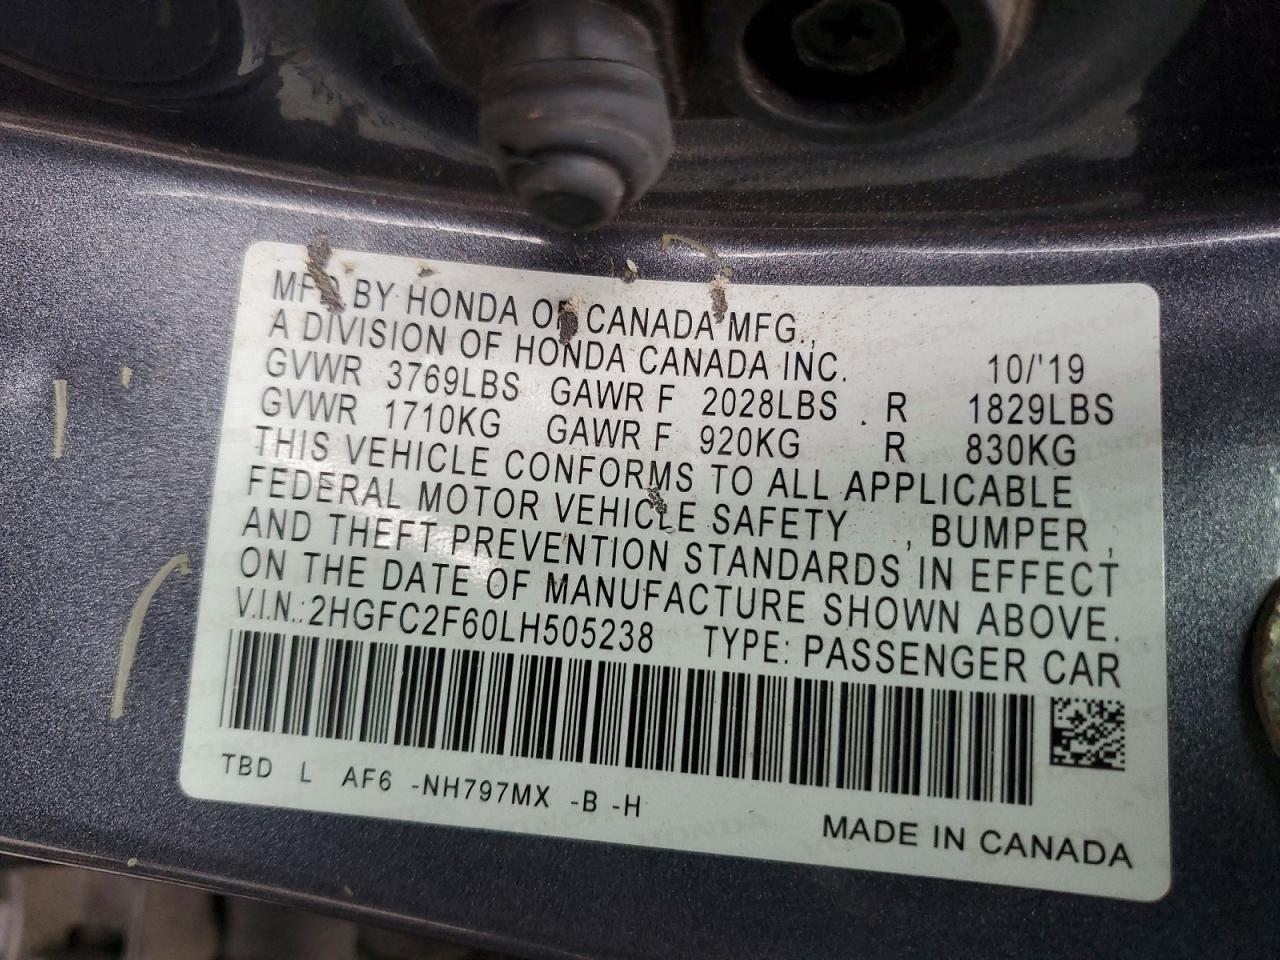 MFD BY HONDA OF CANADA MFG.,
A DIVISION OF HONDA CANADA INC. 10/'19
GVWR 3769LBS GAWR F 2028LBS R 1829LBS
GVWR 1710KG GAWR F 920KG R 830KG
THIS VEHICLE CONFORMS TO ALL APPLICABLE
FEDERAL MOTOR VEHICLE SAFETY , BUMPER ,
AND THEFT PREVENTION STANDARDS IN EFFECT
ON THE DATE OF MANUFACTURE SHOWN ABOVE.
V.I.N.:2HGFC2F60LH505238 TYPE: PASSENGER CAR
TBD L AF6 -NH797MX -B -H
MADE IN CANADA